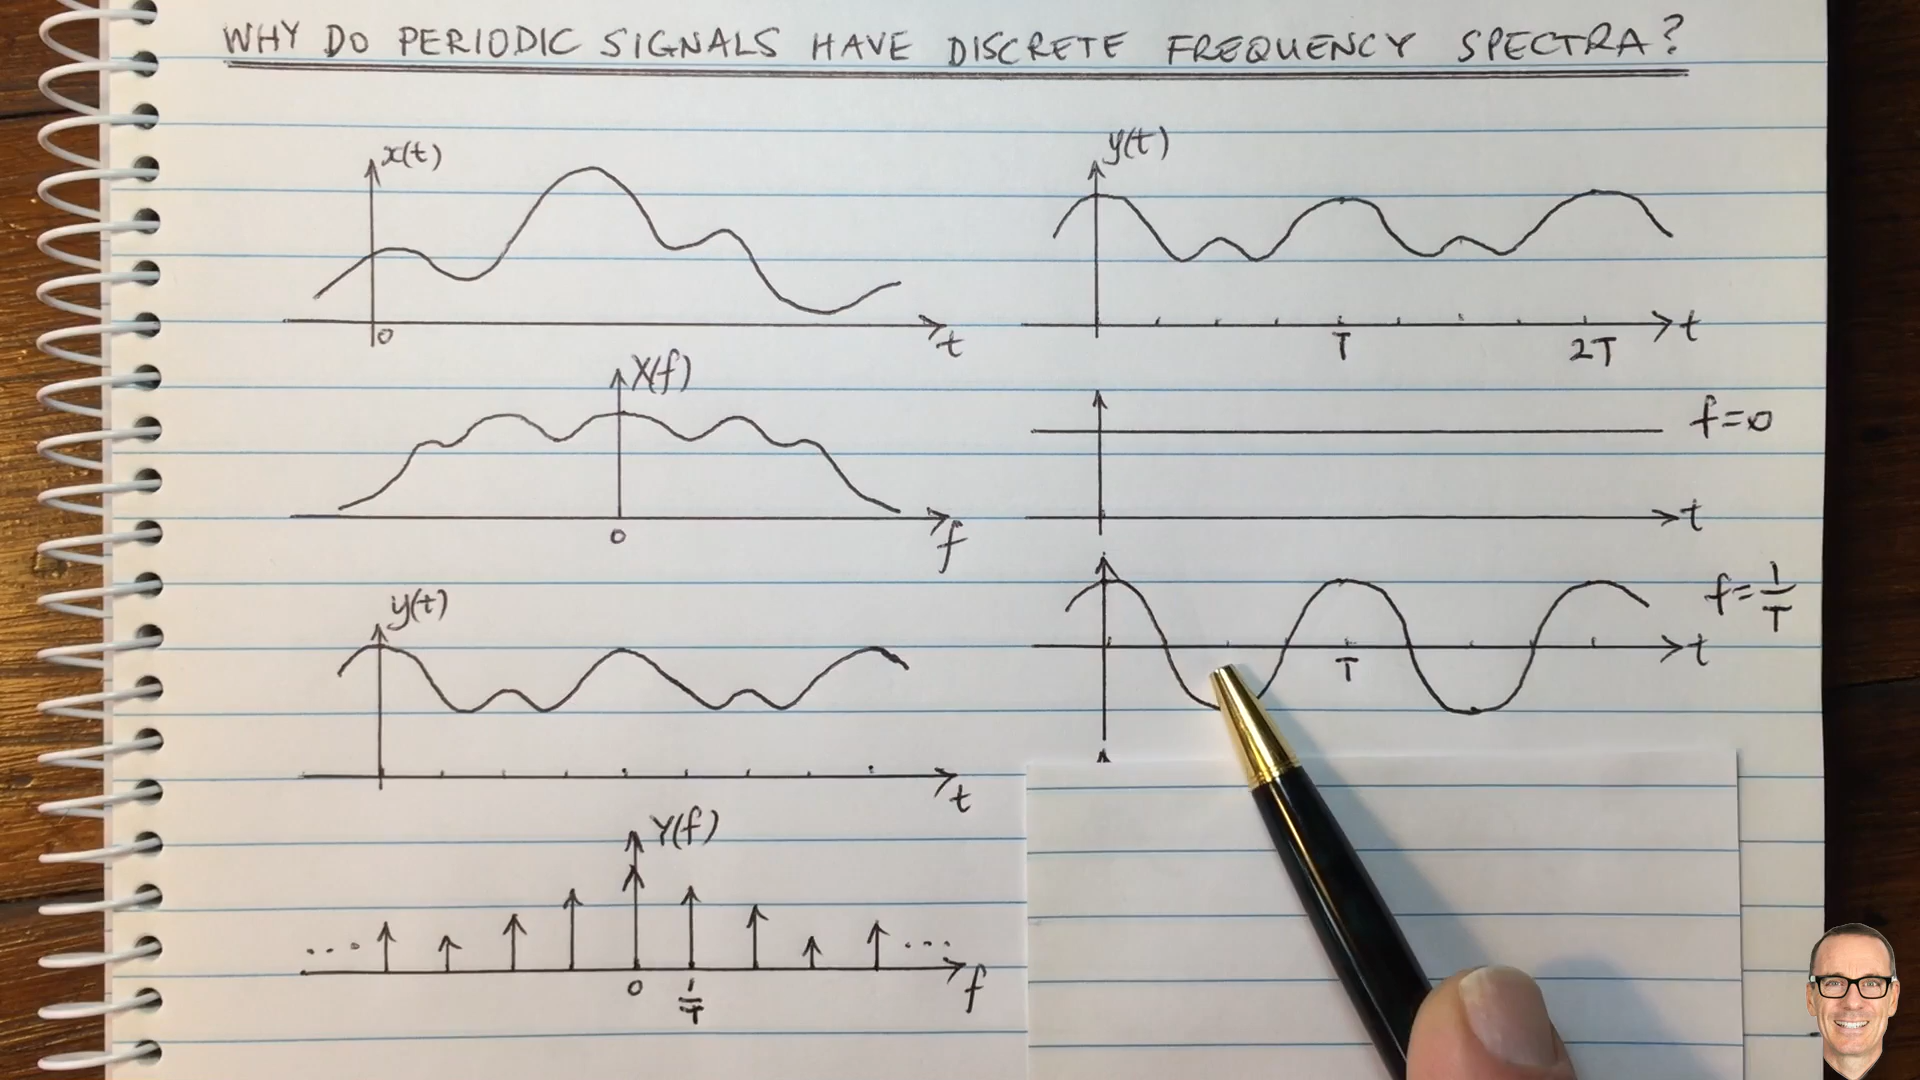 WHY DO PERIODIC SIGNALS HAVE DISCRETE FREQUENCY SPECTRA?
x(t)
0
t
X(f)
0
f
y(t)
t
Y(f)
...
...
0
1/T
f
y(t)
T
2T
t
f=0
t
f=1/T
T
t